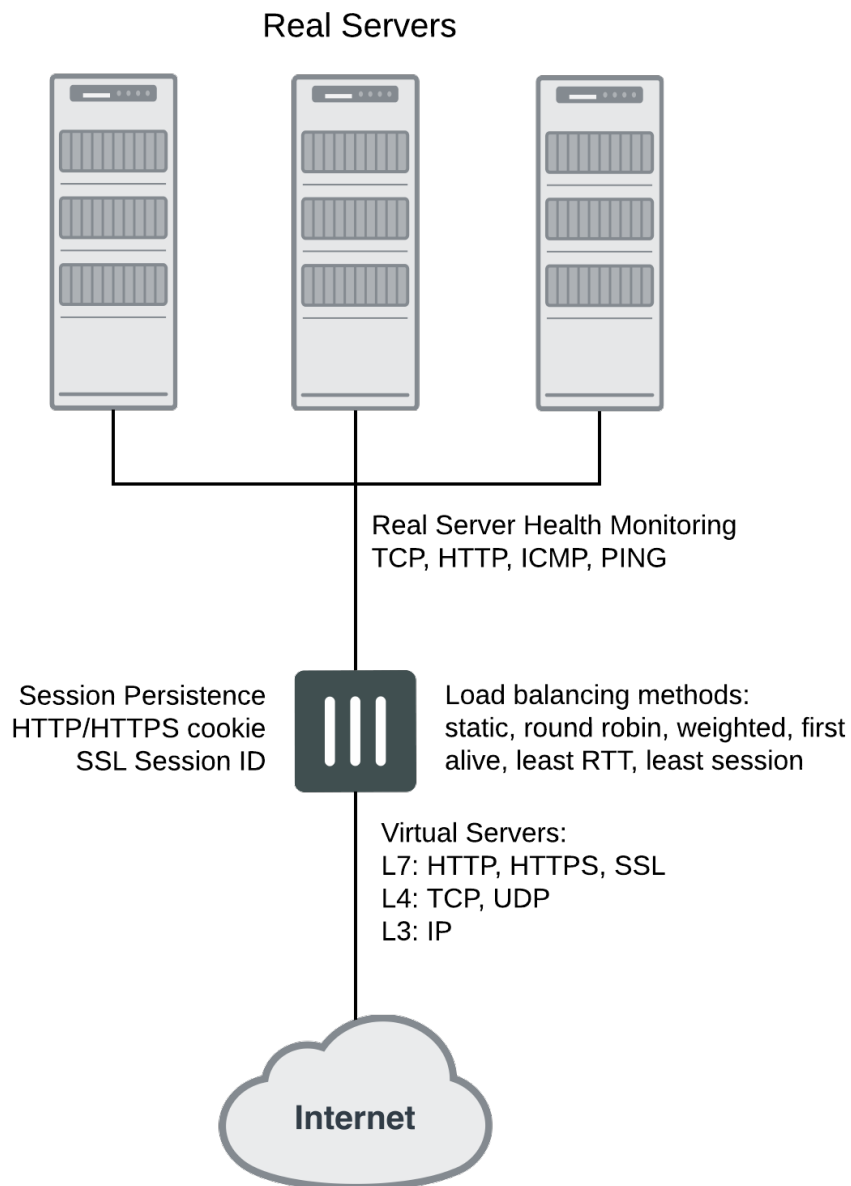 Real Servers
Real Server Health Monitoring
TCP, HTTP, ICMP, PING
Session Persistence
HTTP/HTTPS cookie
SSL Session ID
Load balancing methods:
static, round robin, weighted, first
alive, least RTT, least session
Virtual Servers:
L7: HTTP, HTTPS, SSL
L4: TCP, UDP
L3: IP
Internet